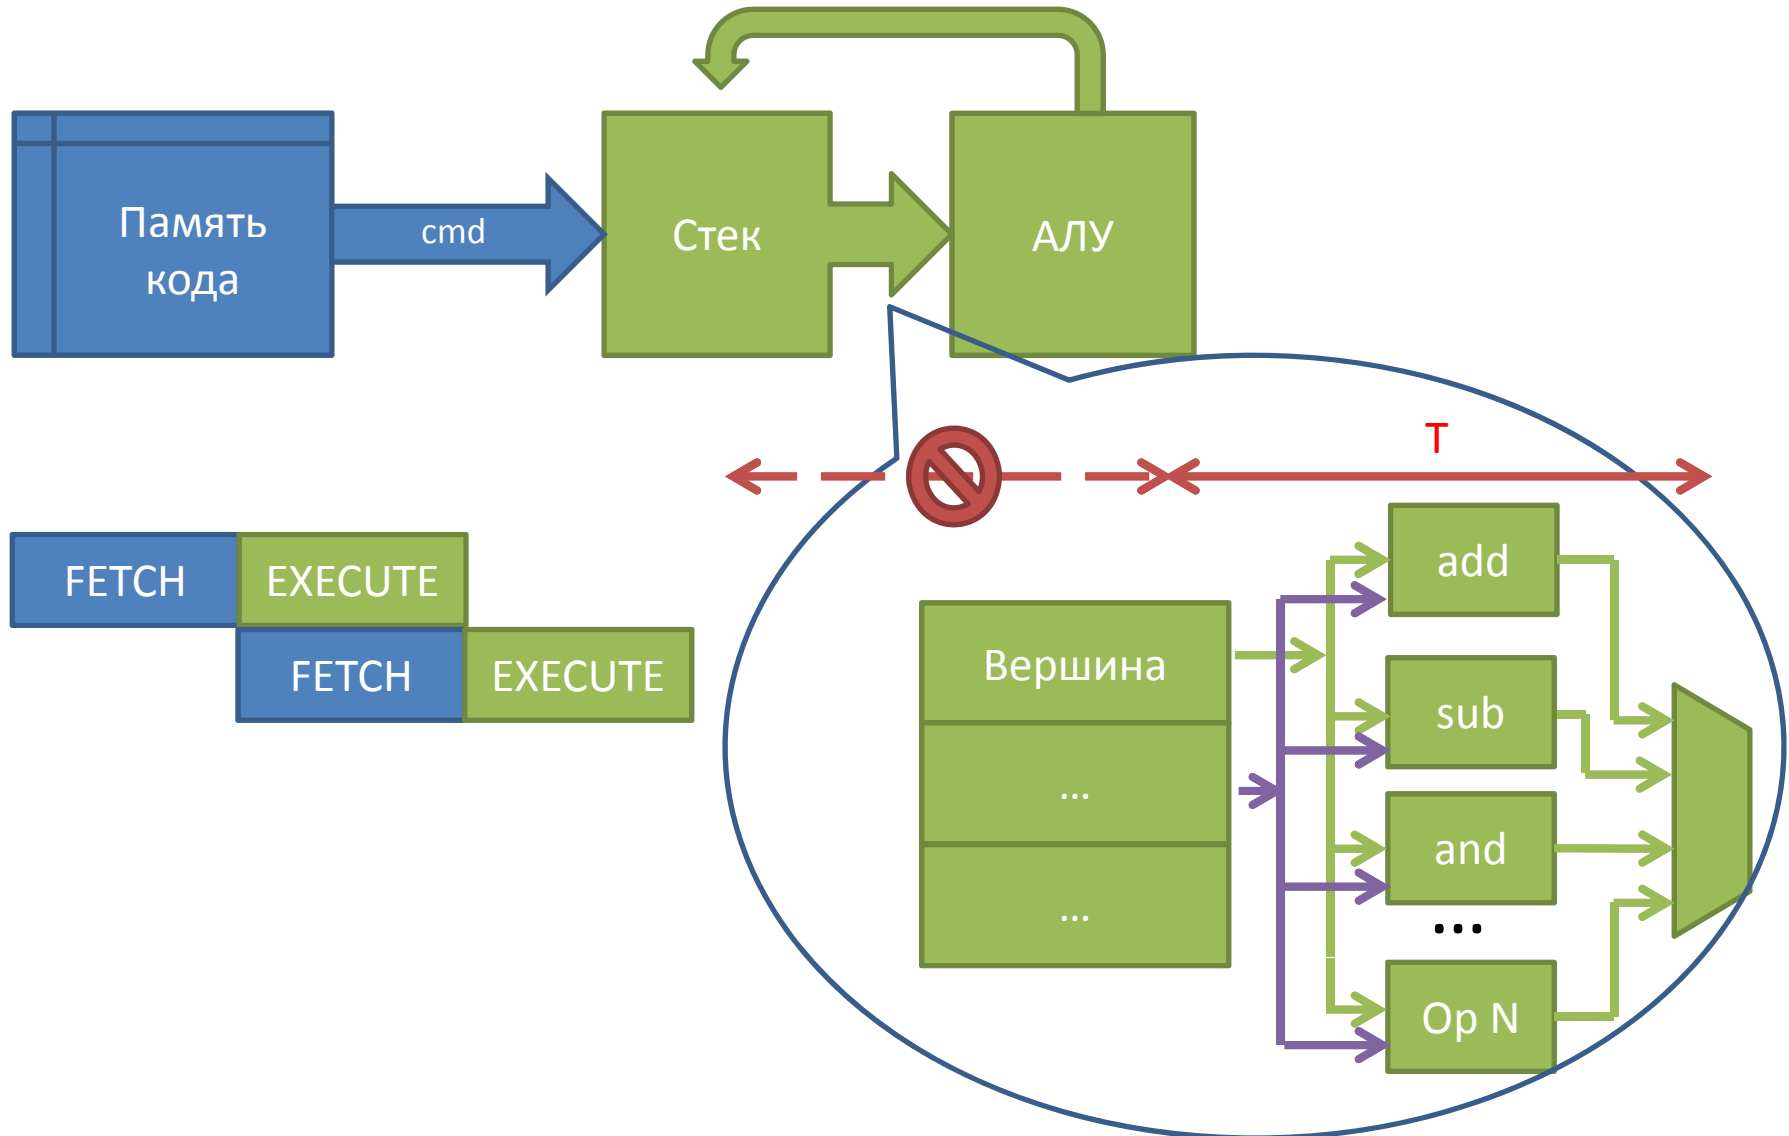 Память
кода
cmd
Стек
АЛУ
T
FETCH
EXECUTE
FETCH
EXECUTE
Вершина
...
...
add
sub
and
...
Op N